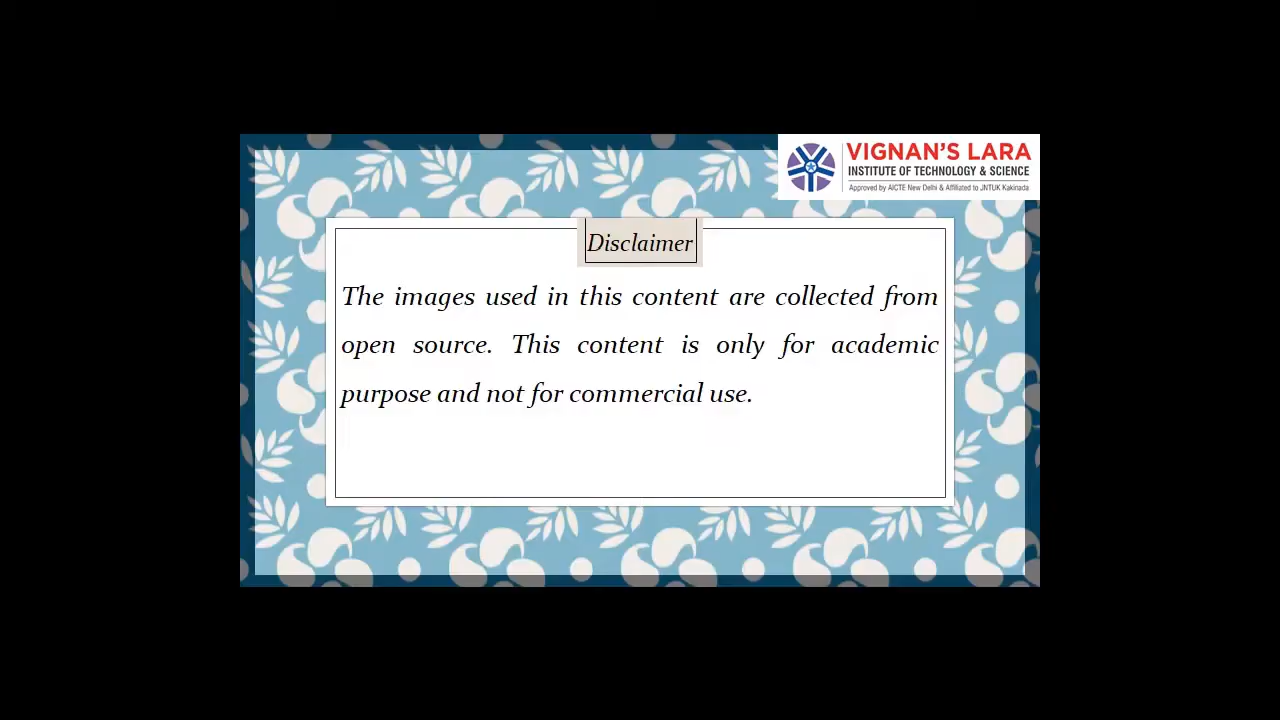 VIGNAN'S LARA
INSTITUTE OF TECHNOLOGY & SCIENCE
Approved by AICTE New Delhi & Affiliated to JNTUK Kakinada
Disclaimer
The images used in this content are collected from
open source. This content is only for academic
purpose and not for commercial use.